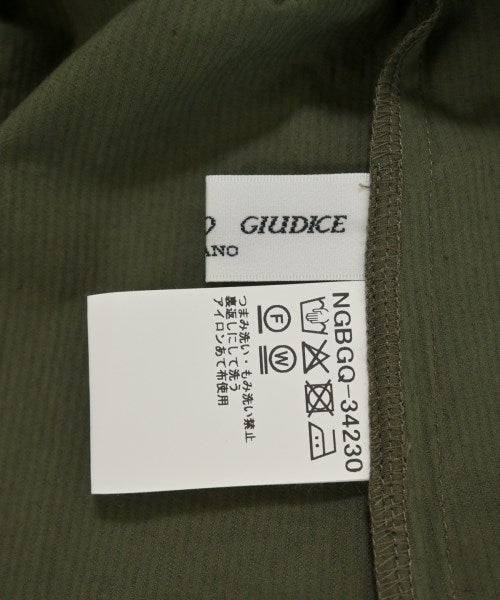 O GIUDICE
ANO
NGBGQ-34230
F W
つまみ洗い・もみ洗い禁止
裏返しにして洗う
アイロンあて布使用